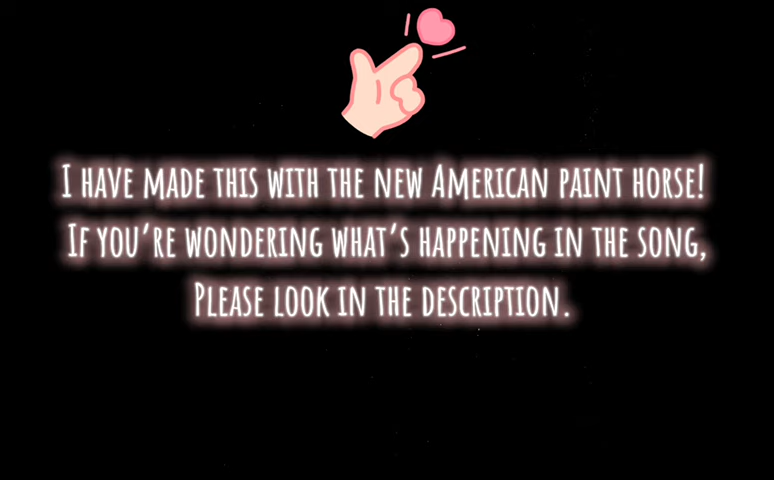 I have made this with the new American paint horse!
If you're wondering what's happening in the song,
Please look in the description.